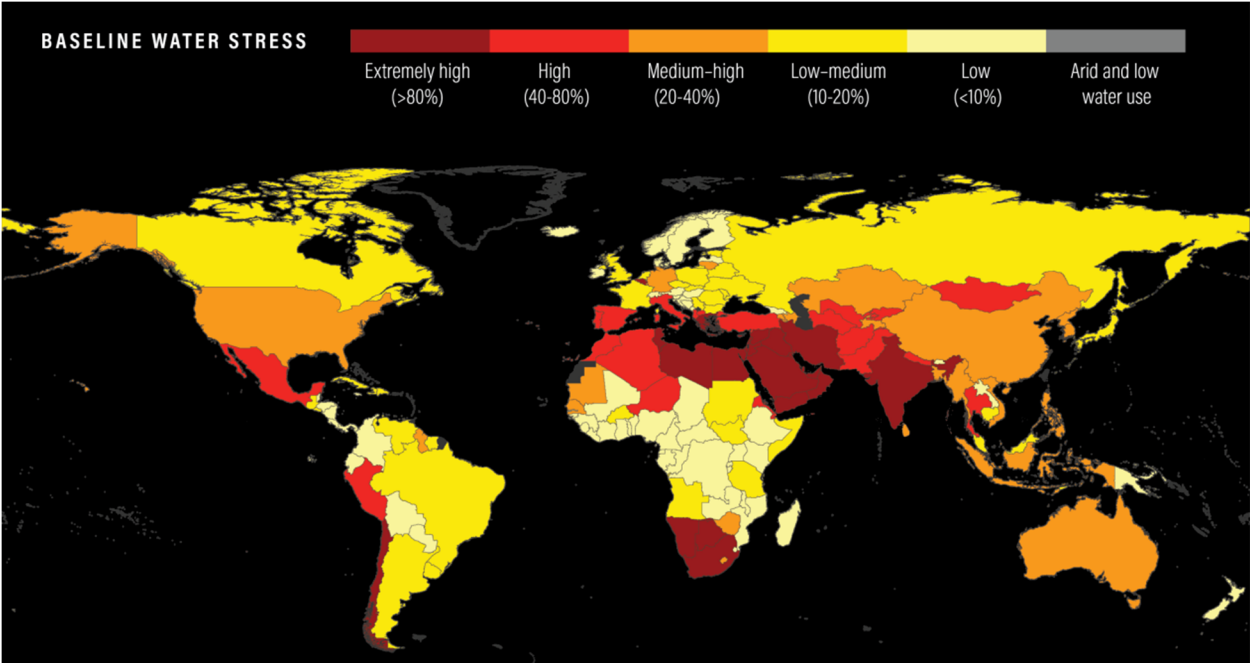 BASELINE WATER STRESS
Extremely high
(>80%)
High
(40-80%)
Medium–high
(20-40%)
Low–medium
(10-20%)
Low
(<10%)
Arid and low
water use